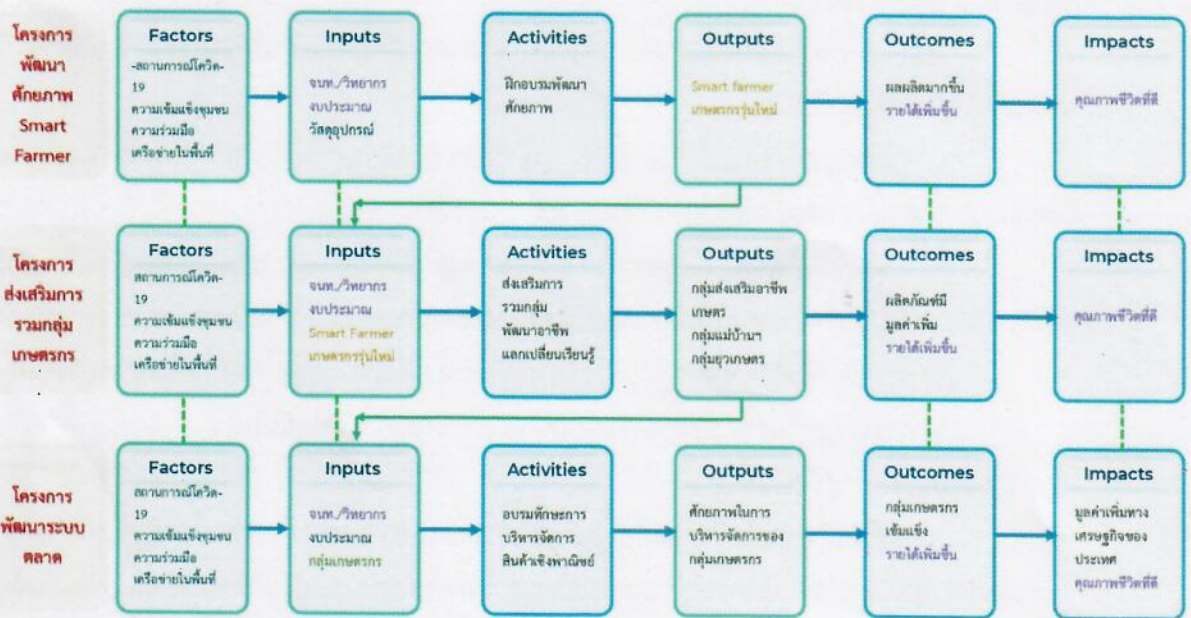 โครงการ
พัฒนา
ศักยภาพ
Smart
Farmer
Factors
-สถานการณ์โควิด-
19
ความเข้มแข็งชุมชน
ความร่วมมือ
เครือข่ายในพื้นที่
Inputs
จนท./วิทยากร
งบประมาณ
วัสดุอุปกรณ์
Activities
ฝึกอบรมพัฒนา
ศักยภาพ
Outputs
Smart farmer
เกษตรกรรุ่นใหม่
Outcomes
ผลผลิตมากขึ้น
รายได้เพิ่มขึ้น
Impacts
คุณภาพชีวิตที่ดี
โครงการ
ส่งเสริมการ
รวมกลุ่ม
เกษตรกร
Factors
สถานการณ์โควิด-
19
ความเข้มแข็งชุมชน
ความร่วมมือ
เครือข่ายในพื้นที่
Inputs
จนท./วิทยากร
งบประมาณ
Smart Farmer
เกษตรกรรุ่นใหม่
Activities
ส่งเสริมการ
รวมกลุ่ม
พัฒนาอาชีพ
แลกเปลี่ยนเรียนรู้
Outputs
กลุ่มส่งเสริมอาชีพ
เกษตร
กลุ่มแม่บ้านฯ
กลุ่มยุวเกษตร
Outcomes
ผลิตภัณฑ์มี
มูลค่าเพิ่ม
รายได้เพิ่มขึ้น
Impacts
คุณภาพชีวิตที่ดี
โครงการ
พัฒนาระบบ
ตลาด
Factors
สถานการณ์โควิด-
19
ความเข้มแข็งชุมชน
ความร่วมมือ
เครือข่ายในพื้นที่
Inputs
จนท./วิทยากร
งบประมาณ
กลุ่มเกษตรกร
Activities
อบรมทักษะการ
บริหารจัดการ
สินค้าเชิงพาณิชย์
Outputs
ศักยภาพในการ
บริหารจัดการของ
กลุ่มเกษตรกร
Outcomes
กลุ่มเกษตรกร
เข้มแข็ง
รายได้เพิ่มขึ้น
Impacts
มูลค่าเพิ่มทาง
เศรษฐกิจของ
ประเทศ
คุณภาพชีวิตที่ดี